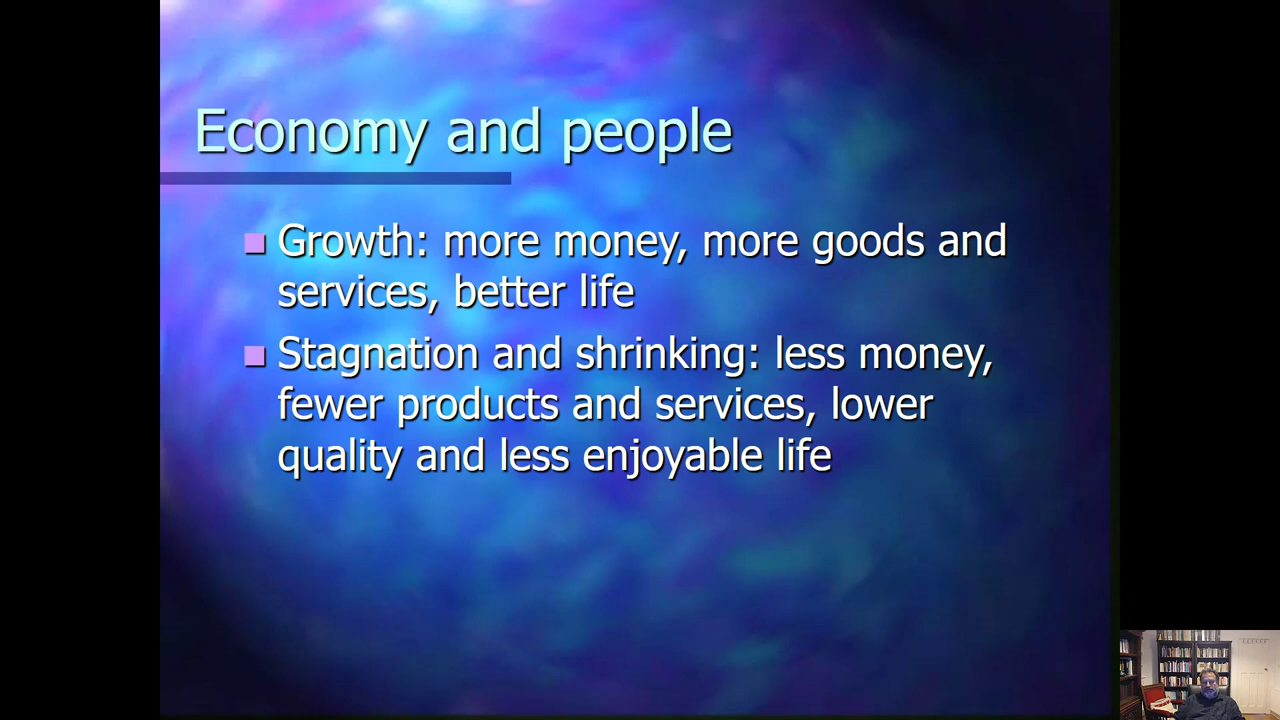 Economy and people
Growth: more money, more goods and
services, better life
Stagnation and shrinking: less money,
fewer products and services, lower
quality and less enjoyable life